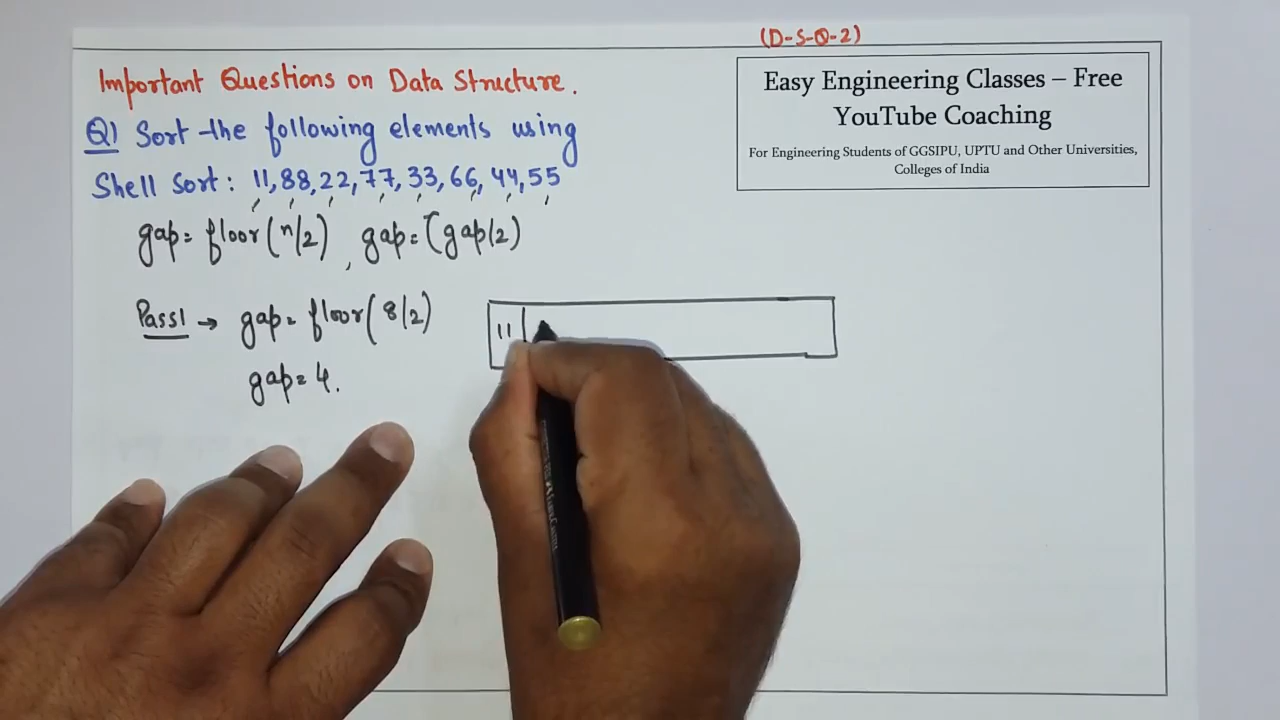 (D-S-Q-2)
Important Questions on Data Structure.
Easy Engineering Classes – Free
YouTube Coaching
For Engineering Students of GGSIPU, UPTU and Other Universities,
Colleges of India
Q1 Sort the following elements using
Shell Sort: 11, 88, 22, 77, 33, 66, 44, 55
gap = floor(n/2), gap = (gap/2)
Pass1 → gap = floor(8/2)
gap = 4.
11